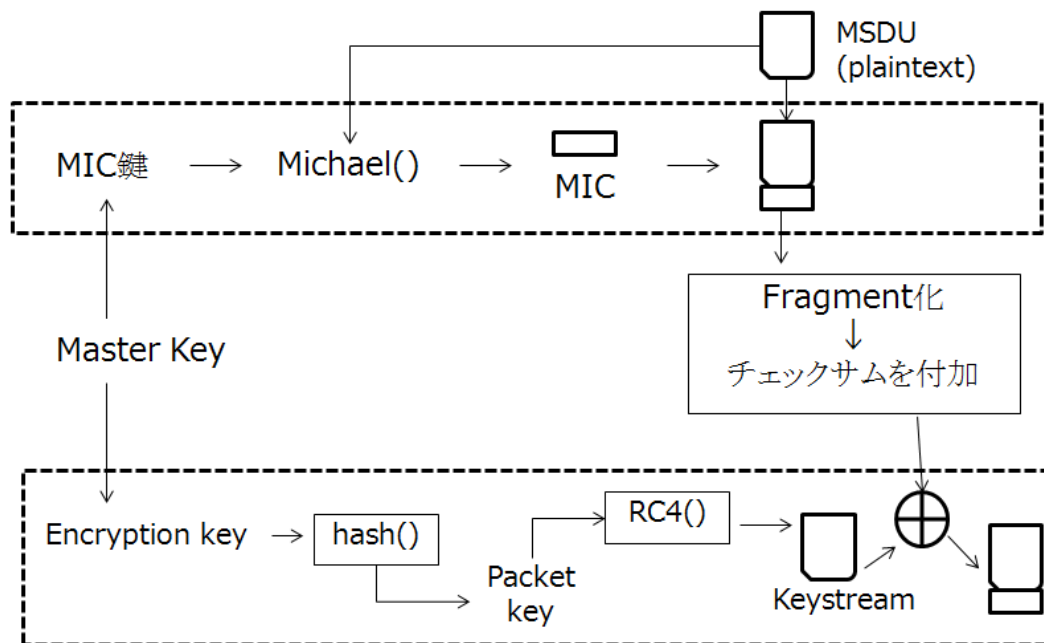 MSDU
(plaintext)
MIC鍵
Michael()
MIC
Fragment化
チェックサムを付加
Master Key
Encryption key
hash()
Packet
key
RC4()
Keystream